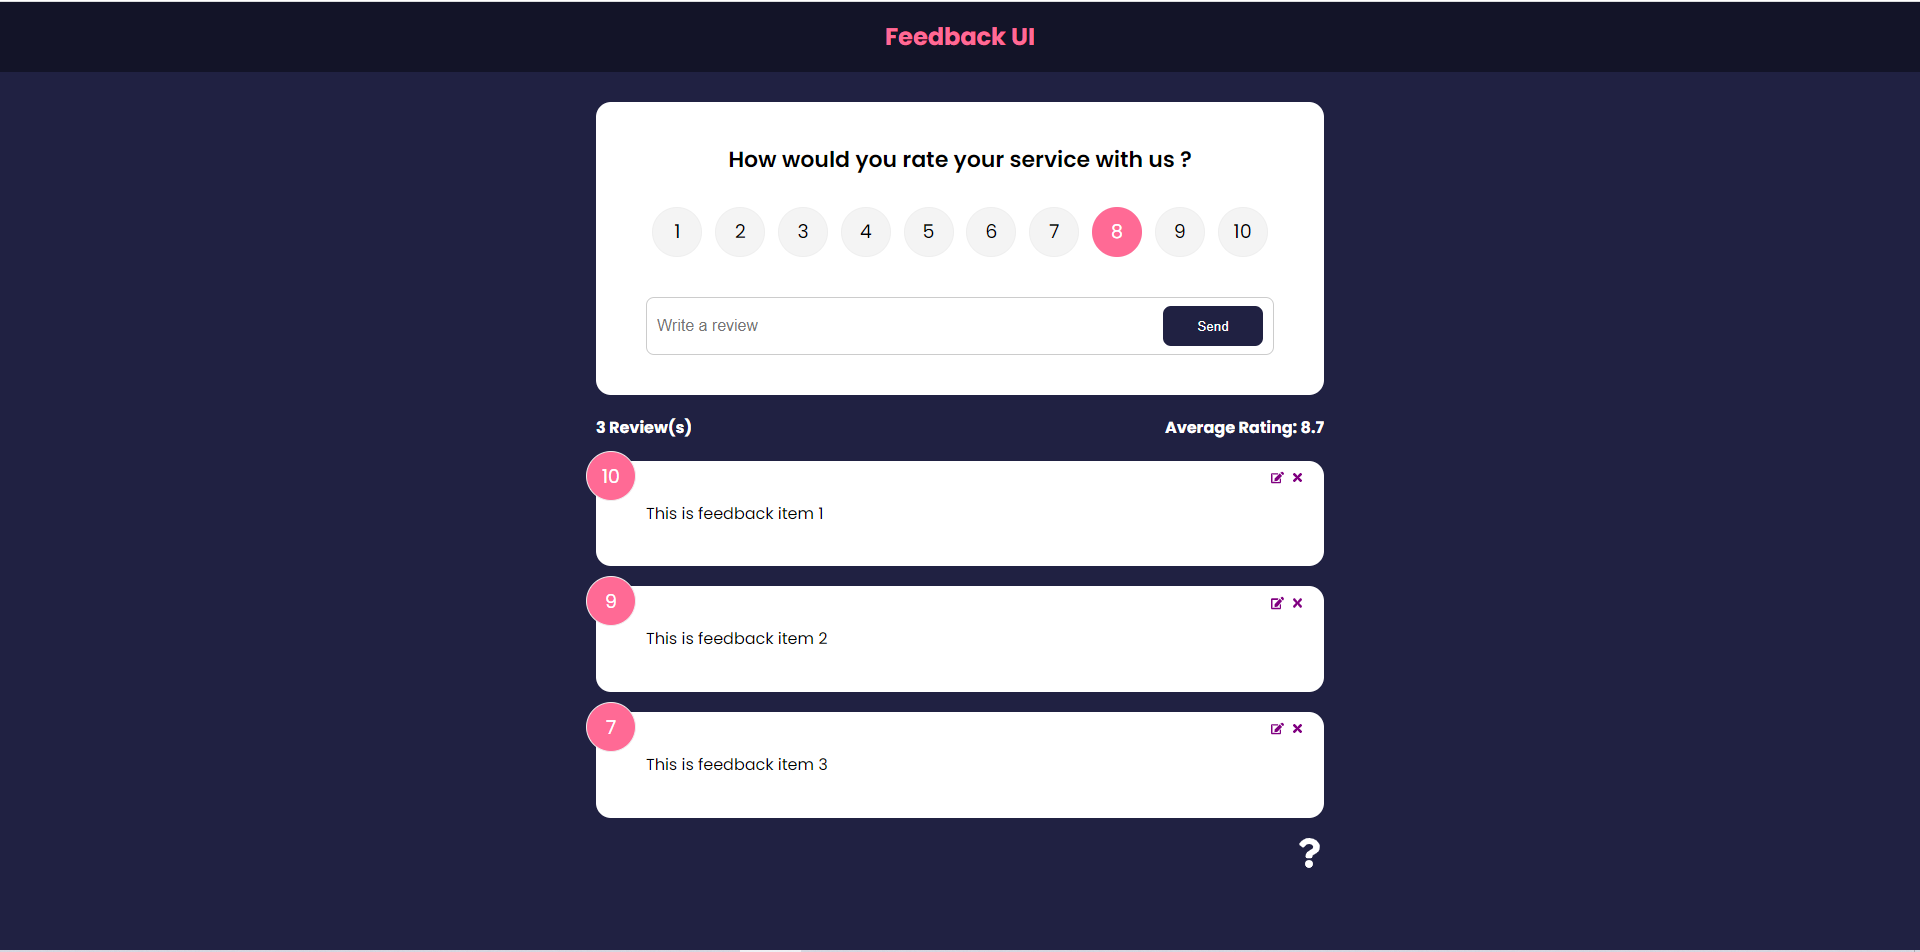 Feedback UI
How would you rate your service with us ?
1 2 3 4 5 6 7 8 9 10
Write a review Send
3 Review(s) Average Rating: 8.7
10
This is feedback item 1
9
This is feedback item 2
7
This is feedback item 3
?